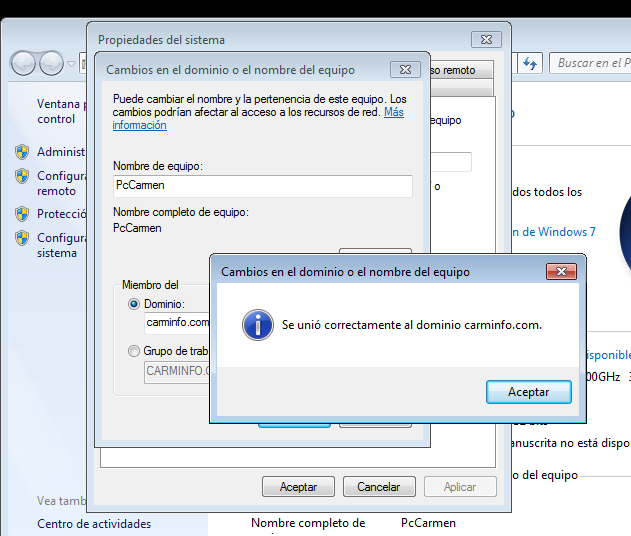 Propiedades del sistema
Cambios en el dominio o el nombre del equipo
so remoto
Buscar en el P
Puede cambiar el nombre y la pertenencia de este equipo. Los
cambios podrían afectar al acceso a los recursos de red. Más
información
Ventana p
control
equipo
Administ
Nombre de equipo:
PcCarmen
Configura
remoto
o
dos todos los
Nombre completo de equipo:
PcCarmen
Protecció
Configura
sistema
n de Windows 7
Cambios en el dominio o el nombre del equipo
Miembro del
Dominio:
carminfo.com
Se unió correctamente al dominio carminfo.com.
Grupo de trab
CARMINFO.C
isponible
00GHz 3
Aceptar
bits
anuscrita no está dispo
o del equipo
Aceptar
Cancelar
Aplicar
Vea tamb
Centro de actividades
Nombre completo de
PcCarmen